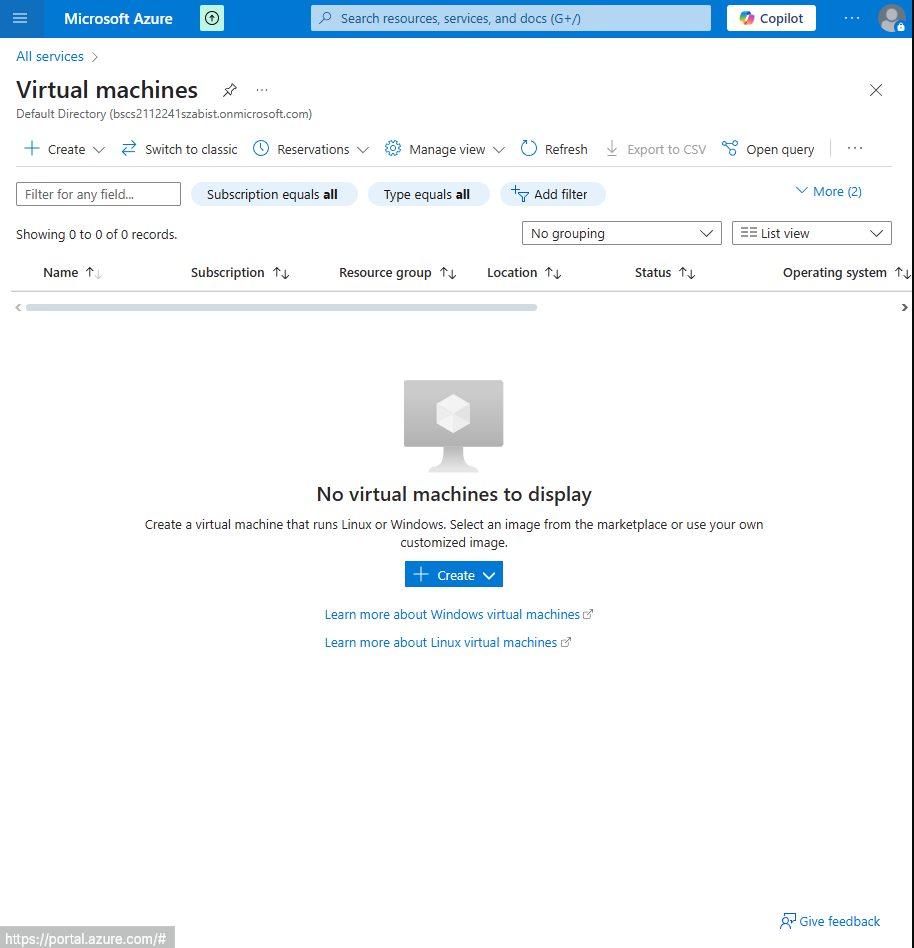 Microsoft Azure Search resources, services, and docs (G+/) Copilot ...
All services >
Virtual machines ...
Default Directory (bscs2112241szabist.onmicrosoft.com)
Create Switch to classic Reservations Manage view Refresh Export to CSV Open query ...
Filter for any field... Subscription equals all Type equals all Add filter More (2)
Showing 0 to 0 of 0 records. No grouping List view
Name Subscription Resource group Location Status Operating system
No virtual machines to display
Create a virtual machine that runs Linux or Windows. Select an image from the marketplace or use your own
customized image.
Create
Learn more about Windows virtual machines
Learn more about Linux virtual machines
Give feedback
https://portal.azure.com/#